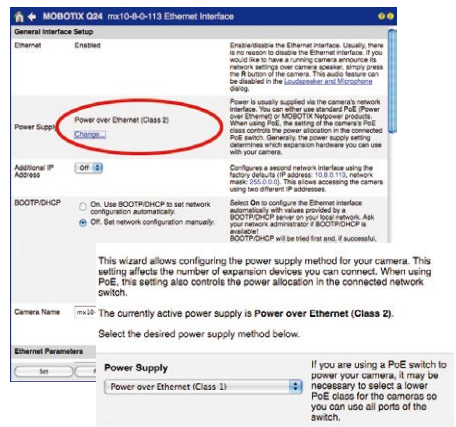 MOBOTIX Q24 mx10-8-0-113 Ethernet Interface
General Interface Setup
Ethernet
Enabled
Enable/disable the Ethernet interface. Usually, there
is no reason to disable the Ethernet interface. If you
would like to have a running camera announce its
network settings over camera speaker, simply press
the R button of the camera. This audio feature can
be disabled in the Loudspeaker and Microphone
dialog.
Power Supply
Power over Ethernet (Class 2)
Change...
Power is usually supplied via the camera's network
interface. You can either use standard PoE (Power
over Ethernet) or MOBOTIX Netpower products.
When using PoE, the setting of the camera's PoE
class controls the power allocation in the connected
PoE switch. Generally, the power supply setting
determines which expansion hardware you can use
with your camera.
Additional IP
Address
Off
Configures a second network interface using the
factory defaults (IP address: 10.8.0.113, network
mask: 255.0.0.0). This allows accessing the camera
using two different IP addresses.
BOOTP/DHCP
On. Use BOOTP/DHCP to set network
configuration automatically.
Off. Set network configuration manually.
Select On to configure the Ethernet interface
automatically with values provided by a
BOOTP/DHCP server on your local network. Ask
your network administrator if BOOTP/DHCP is
available!
BOOTP/DHCP will be tried first and, if successful,
This wizard allows configuring the power supply method for your camera. This
setting affects the number of expansion devices you can connect. When using
PoE, this setting also controls the power allocation in the connected network
switch.
Camera Name
mx10-
The currently active power supply is Power over Ethernet (Class 2).
Select the desired power supply method below.
Ethernet Parameters
Set
Power Supply
Power over Ethernet (Class 1)
If you are using a PoE switch to
power your camera, it may be
necessary to select a lower
PoE class for the cameras so
you can use all ports of the
switch.